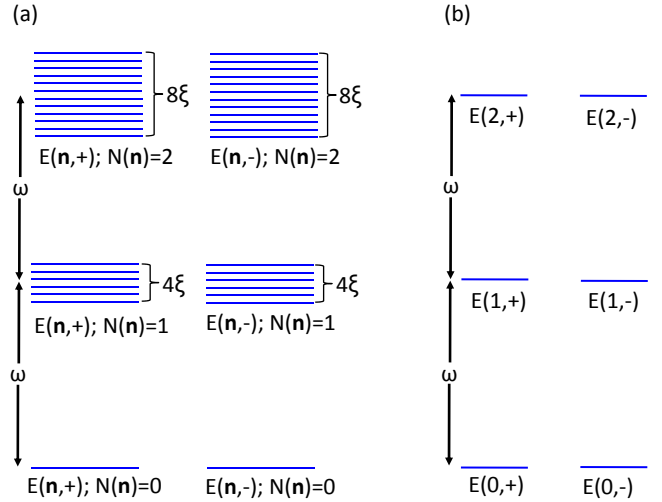 (a)
(b)
8ξ
8ξ
E(n,+); N(n)=2
E(n,-); N(n)=2
E(2,+)
E(2,-)
ω
ω
4ξ
4ξ
E(n,+); N(n)=1
E(n,-); N(n)=1
E(1,+)
E(1,-)
ω
ω
E(n,+); N(n)=0
E(n,-); N(n)=0
E(0,+)
E(0,-)